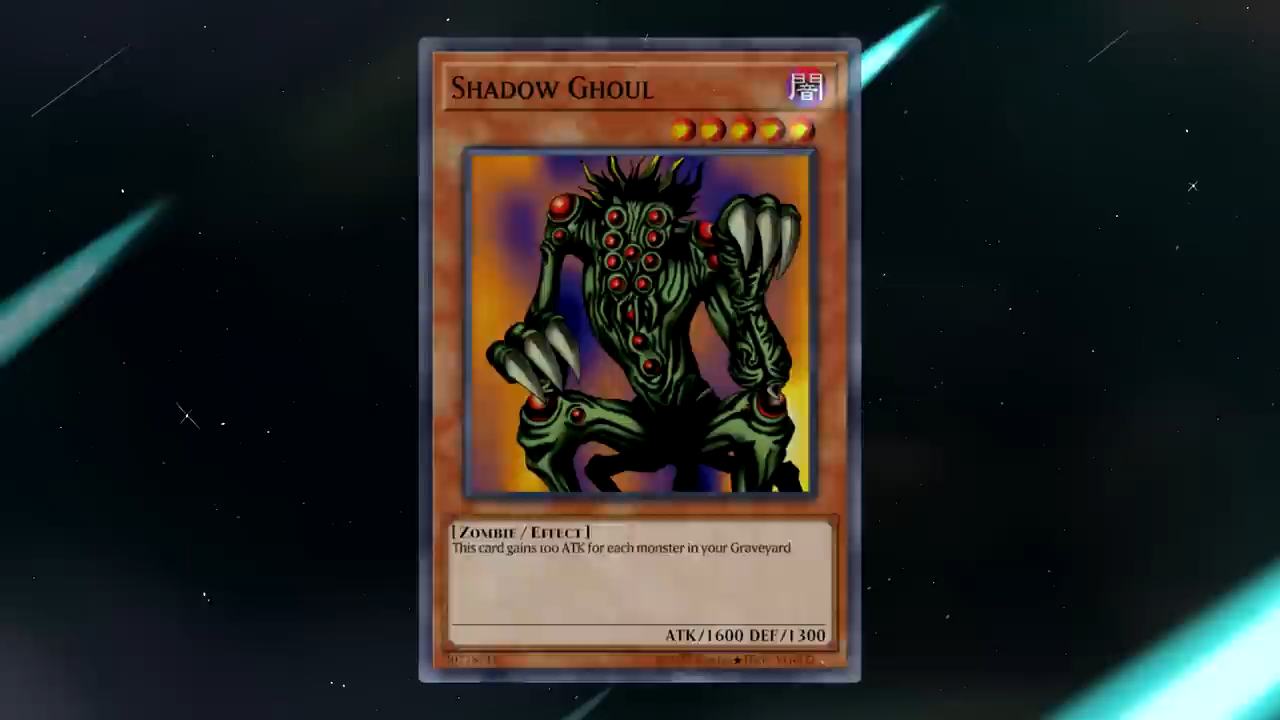 SHADOW GHOUL
闇
[ZOMBIE / EFFECT]
This card gains 100 ATK for each monster in your Graveyard
ATK/1600 DEF/1300